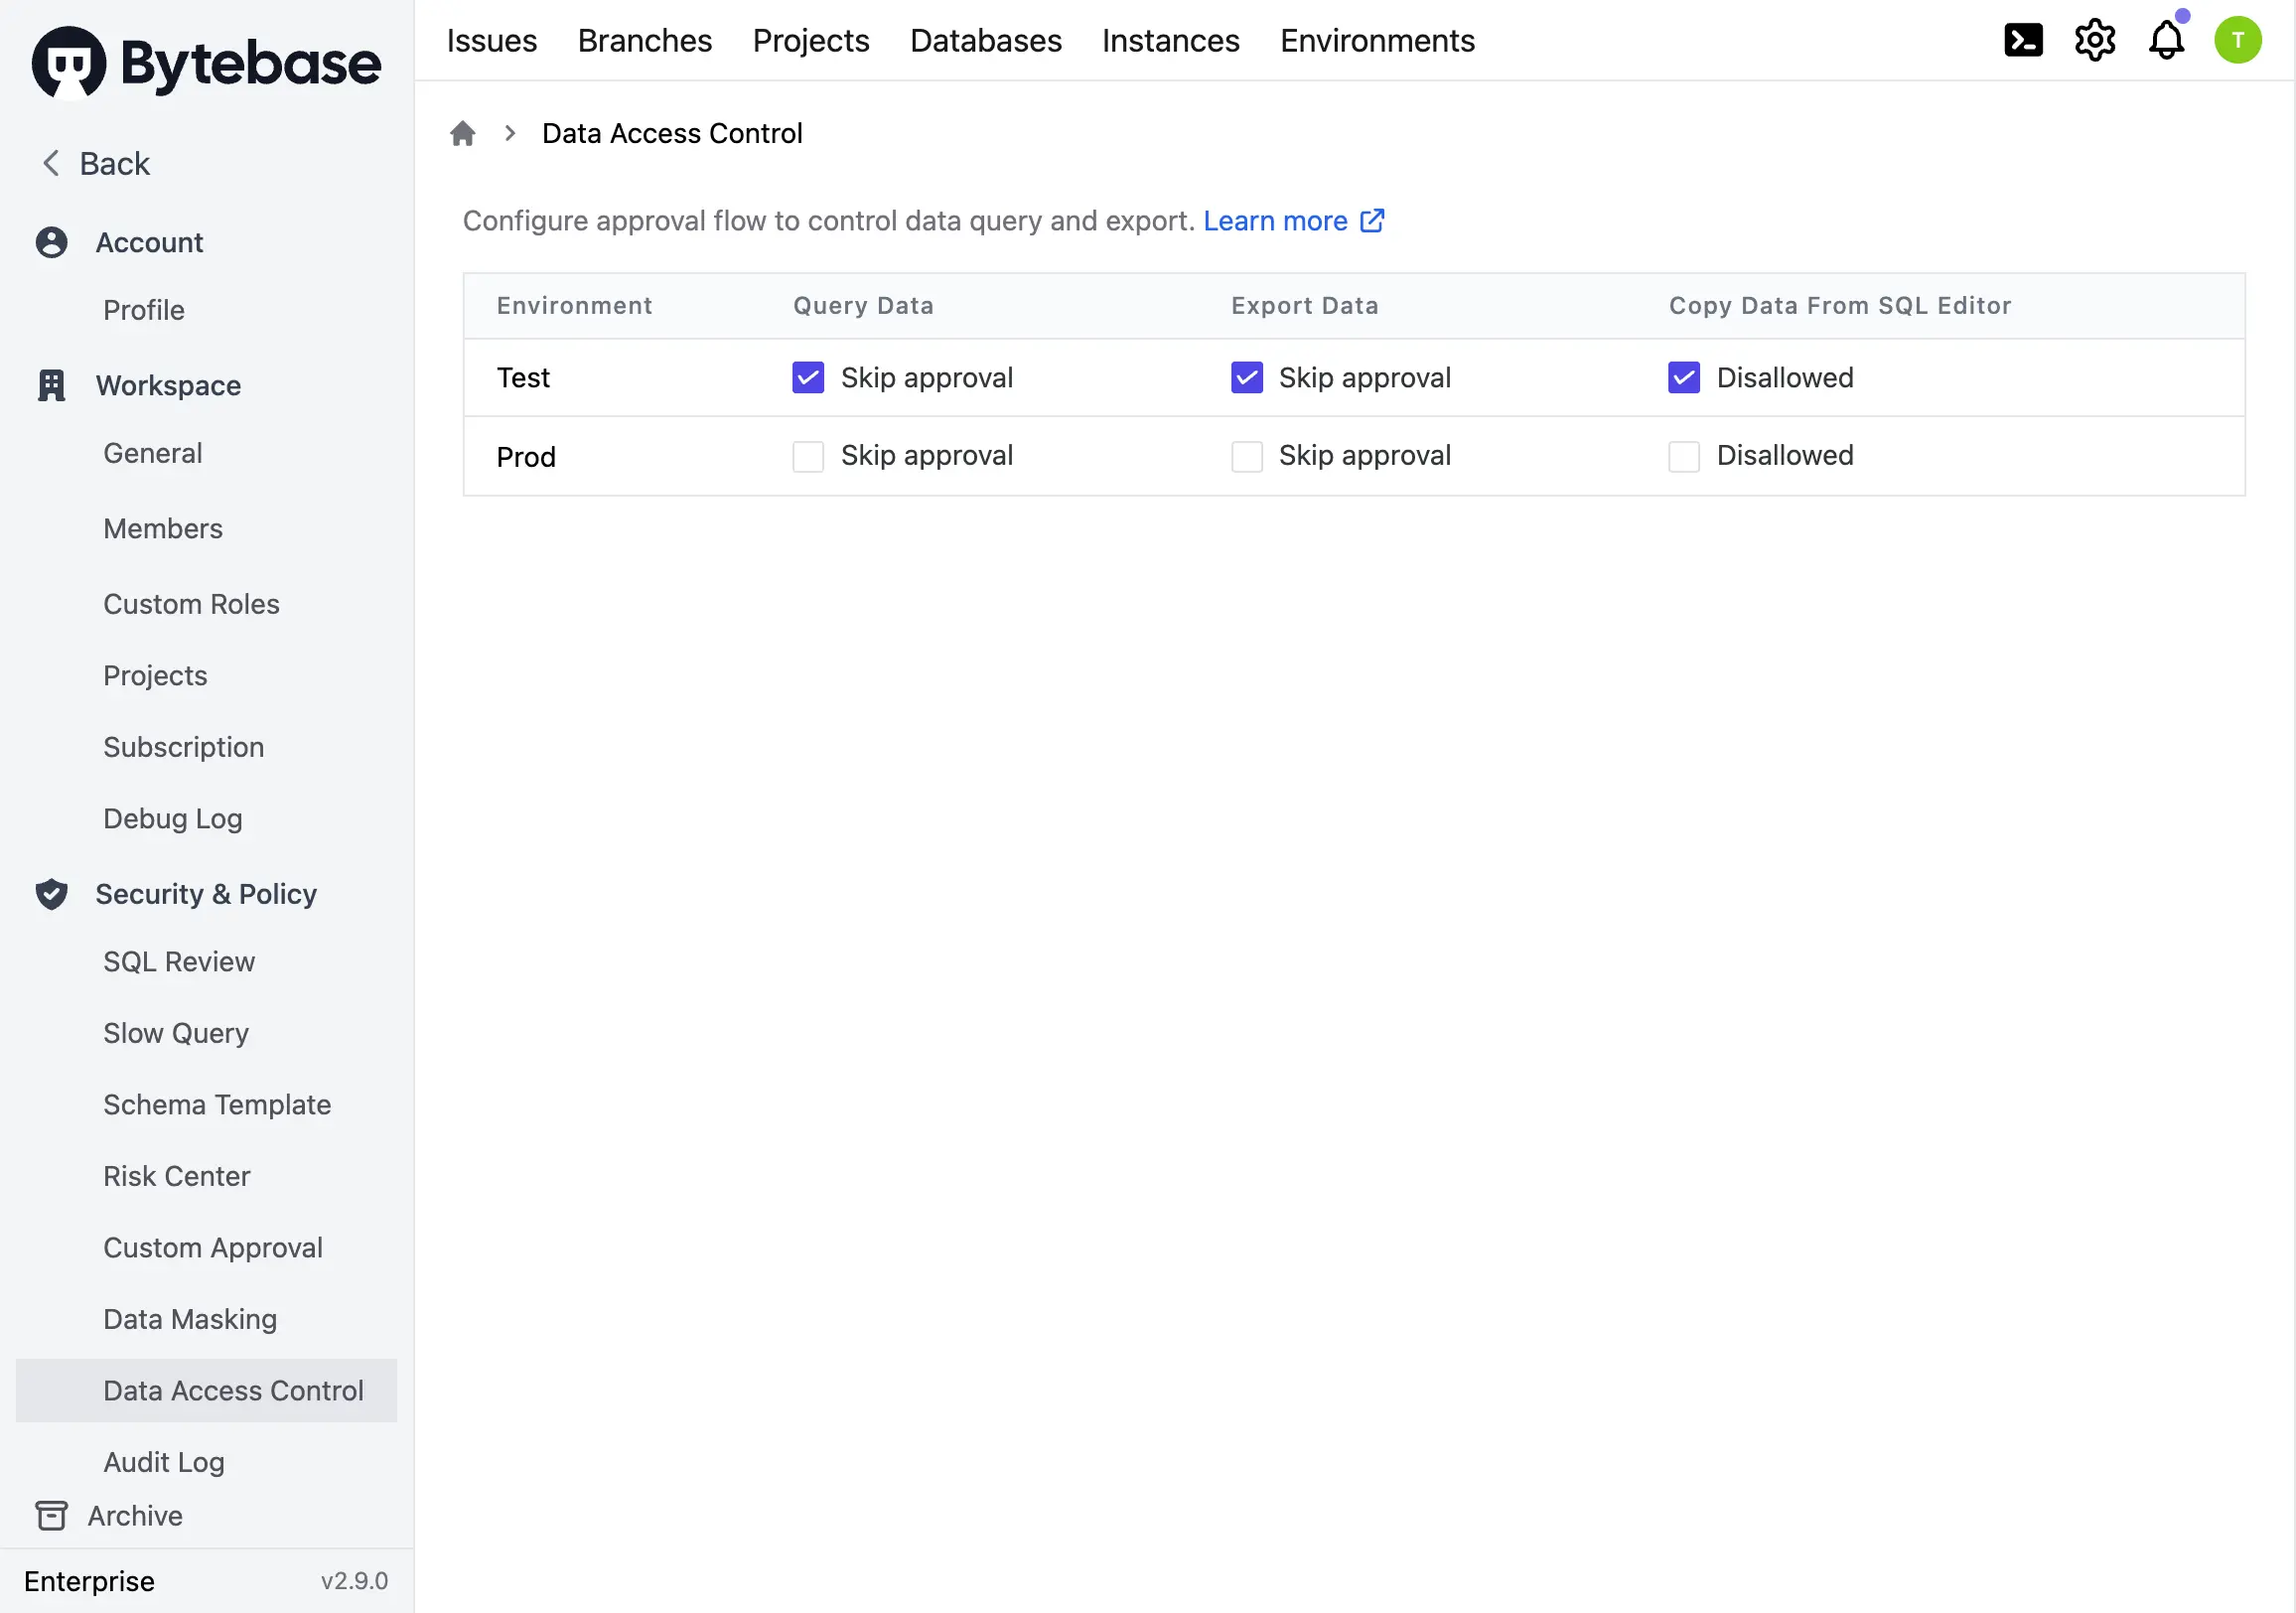 Bytebase
Issues Branches Projects Databases Instances Environments
T
Back
Account
Profile
Workspace
General
Members
Custom Roles
Projects
Subscription
Debug Log
Security & Policy
SQL Review
Slow Query
Schema Template
Risk Center
Custom Approval
Data Masking
Data Access Control
Audit Log
Archive
Enterprise v2.9.0
Data Access Control
Configure approval flow to control data query and export. Learn more
Environment Query Data Export Data Copy Data From SQL Editor
Test Skip approval Skip approval Disallowed
Prod Skip approval Skip approval Disallowed